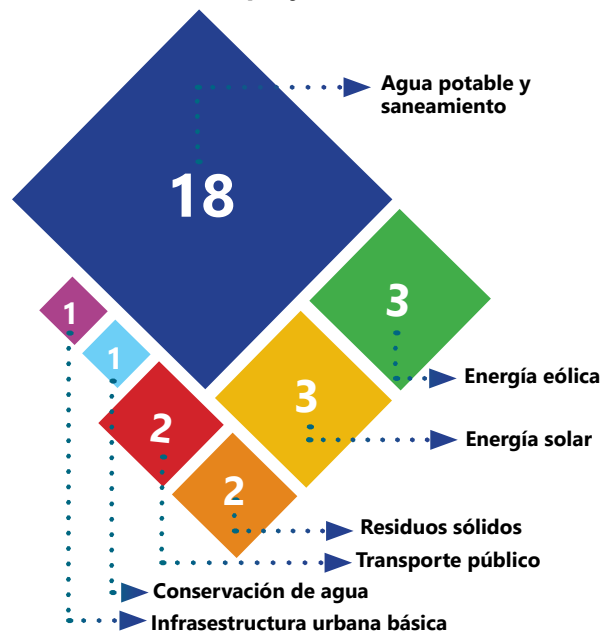 Agua potable y
saneamiento
18
3
1
1
3
Energía eólica
2
Energía solar
2
Residuos sólidos
Transporte público
Conservación de agua
Infrasestructura urbana básica